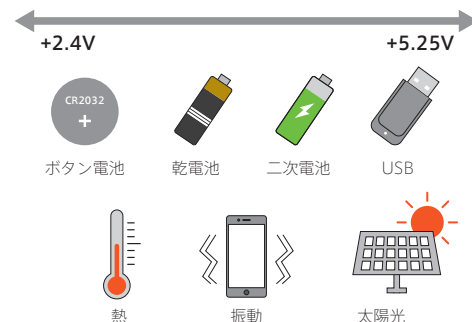 +2.4V +5.25V
CR2032
+
ボタン電池 乾電池 二次電池 USB
熱 振動 太陽光